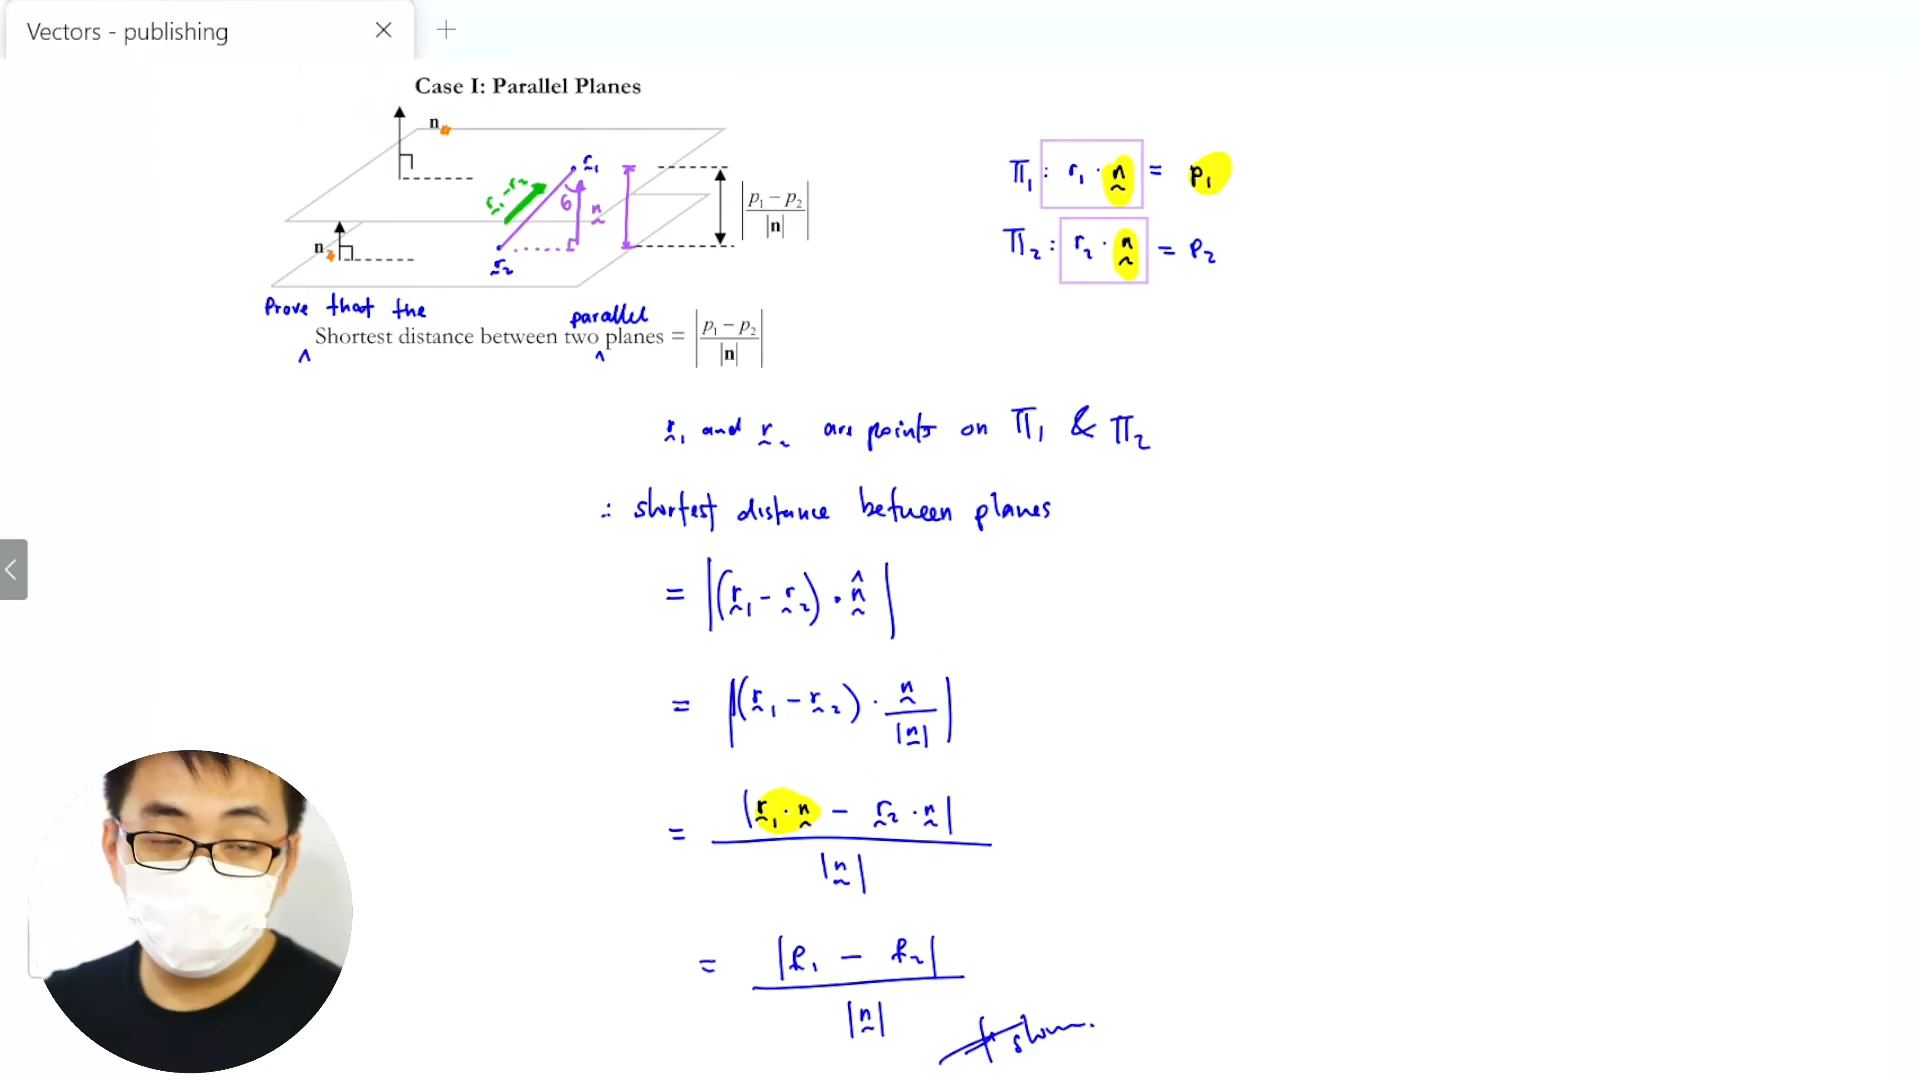 Vectors - publishing
Case I: Parallel Planes
n
r₁
r₁ - r₂
θ
n
|p₁ − p₂ / |n||
n
r₂
π₁ : r₁ · n = p₁
π₂ : r₂ · n = p₂
Prove that the parallel
Shortest distance between two planes = |p₁ − p₂ / |n||
r₁ and r₂ are points on π₁ & π₂
∴ shortest distance between planes
= |(r₁ - r₂) · n̂|
= |(r₁ - r₂) · n / |n||
= |r₁ · n - r₂ · n| / |n|
= |p₁ - p₂| / |n|
shown.